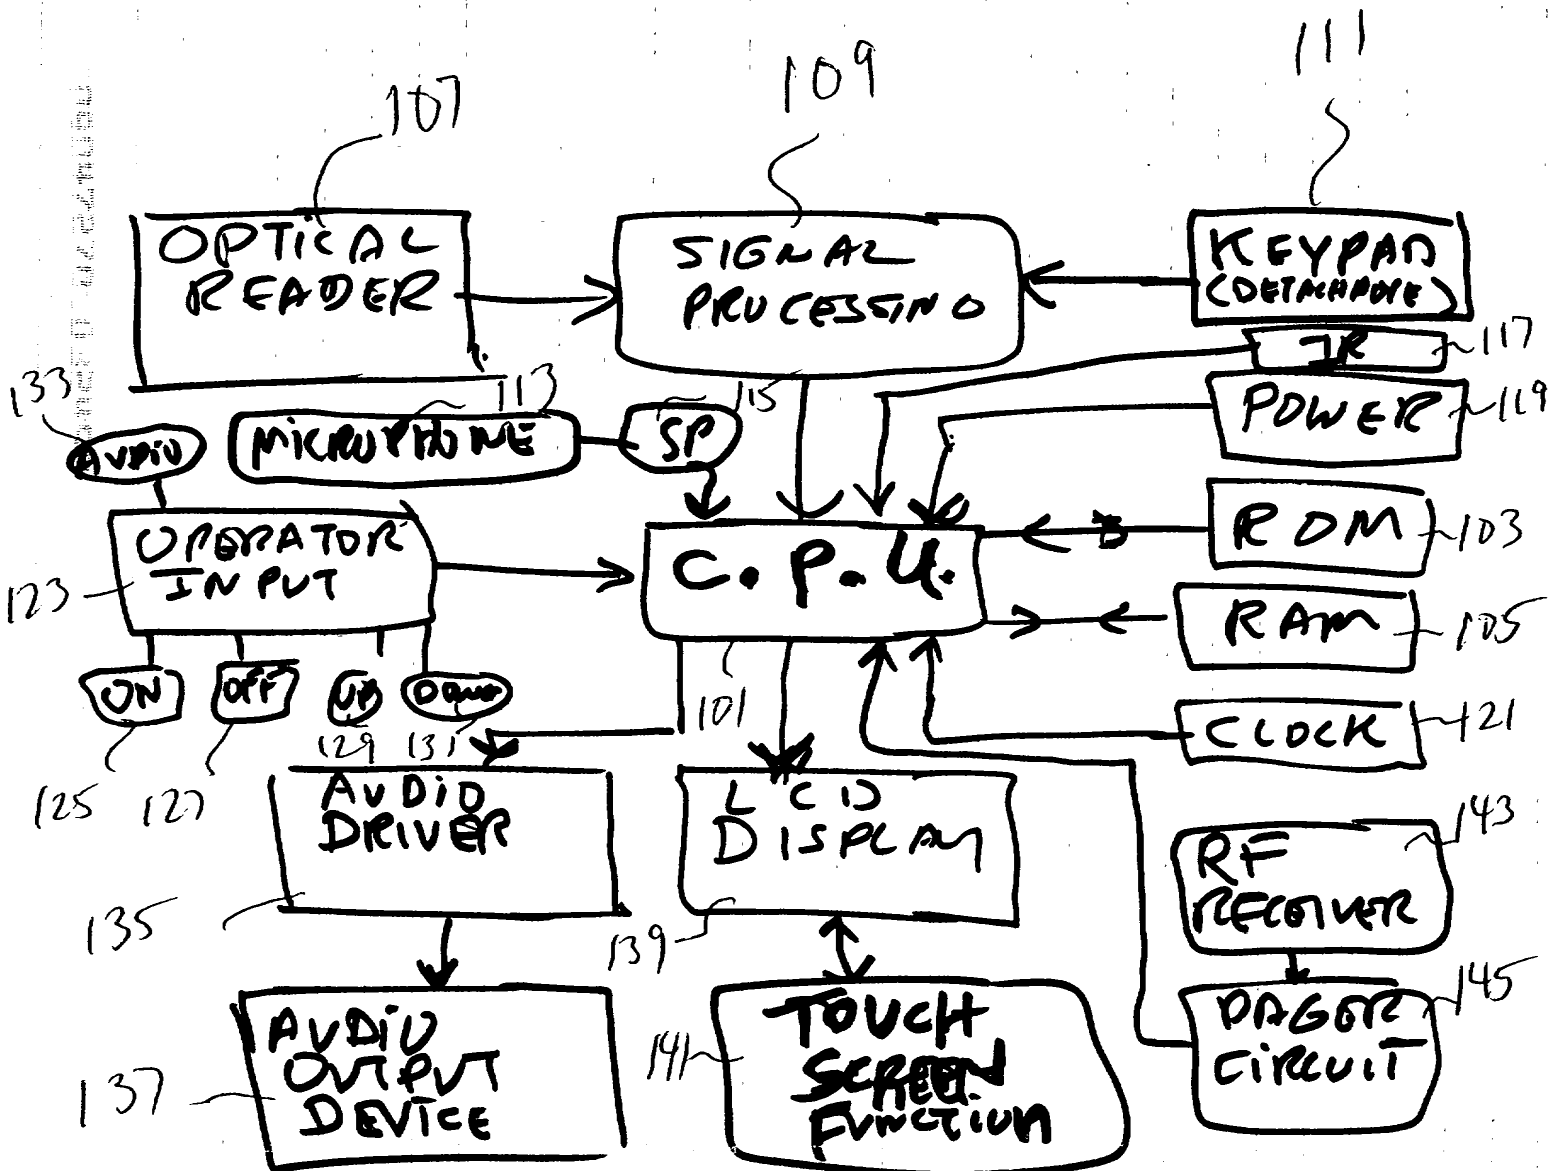 107
109
111
OPTICAL
READER
SIGNAL
PROCESSING
KEYPAD
(DETACHABLE)
IR
117
POWER
119
133
AUDIO
MICROPHONE
113
SP
115
OPERATOR
INPUT
123
C.P.U.
101
ROM
103
RAM
105
CLOCK
121
ON
OFF
UP
DOWN
125
127
129
131
AUDIO
DRIVER
135
LCD
DISPLAY
139
RF
RECEIVER
143
AUDIO
OUTPUT
DEVICE
137
TOUCH
SCREEN
FUNCTION
141
PAGER
CIRCUIT
145